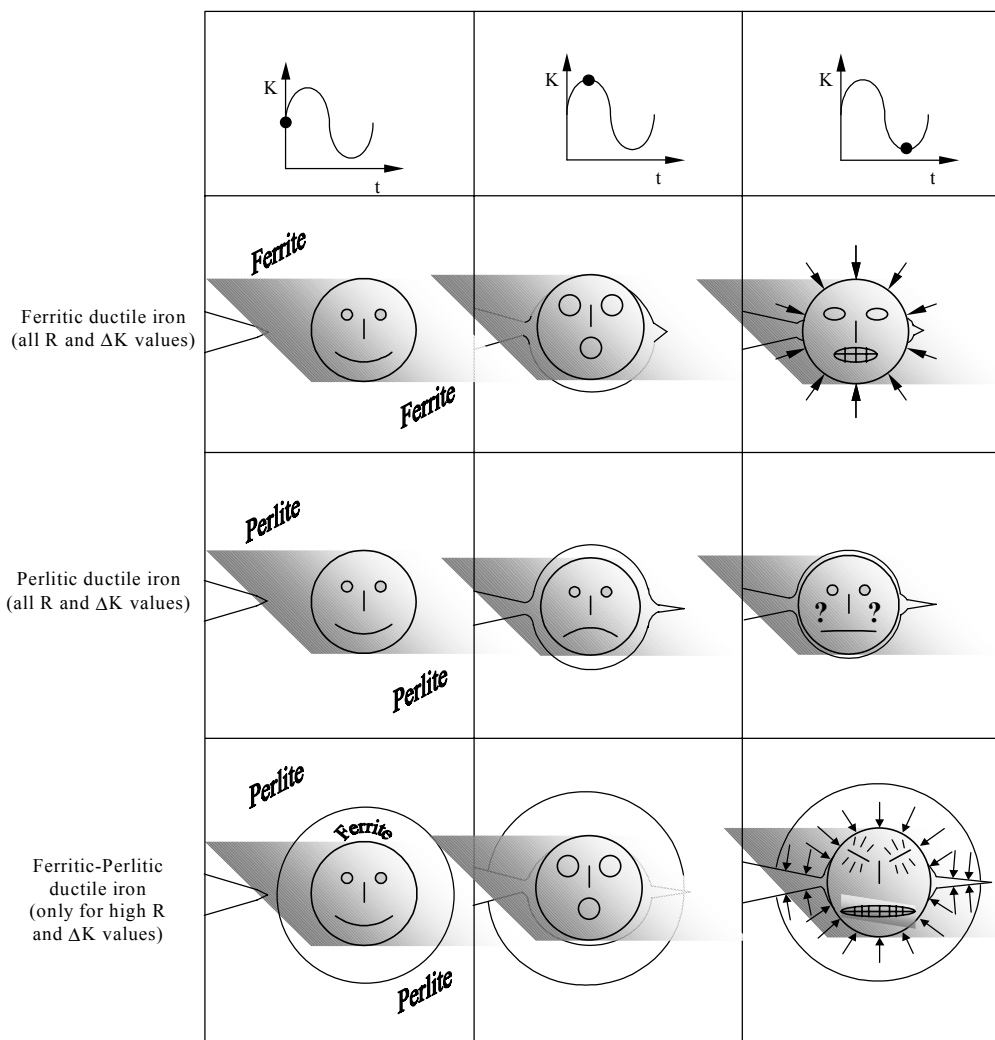 K
t
K
t
K
t
Ferritic ductile iron
(all R and ΔK values)
Ferrite
Ferrite
Perlitic ductile iron
(all R and ΔK values)
Perlite
Perlite
? ?
Ferritic-Perlitic
ductile iron
(only for high R
and ΔK values)
Perlite
Ferrite
Perlite